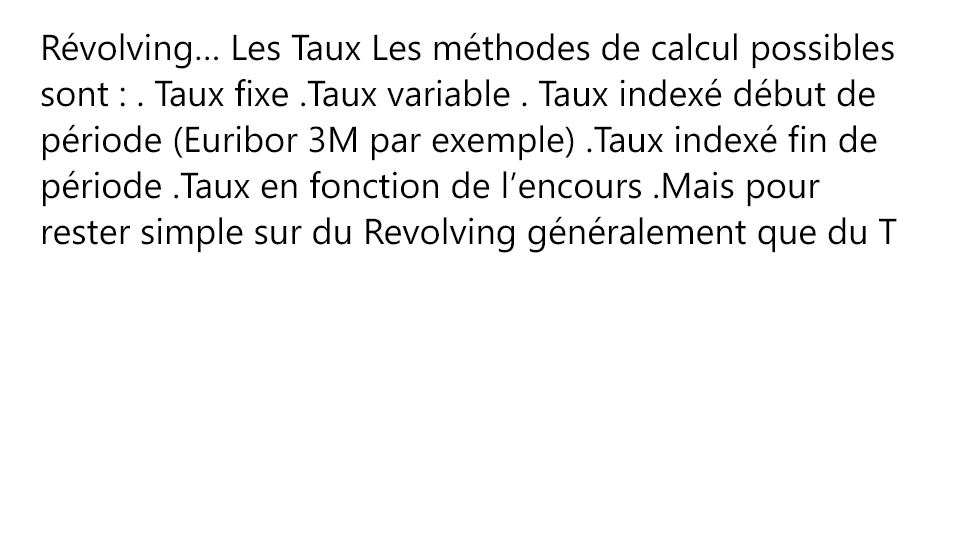 Révolving... Les Taux Les méthodes de calcul possibles
sont : . Taux fixe .Taux variable . Taux indexé début de
période (Euribor 3M par exemple) .Taux indexé fin de
période .Taux en fonction de l’encours .Mais pour
rester simple sur du Revolving généralement que du T